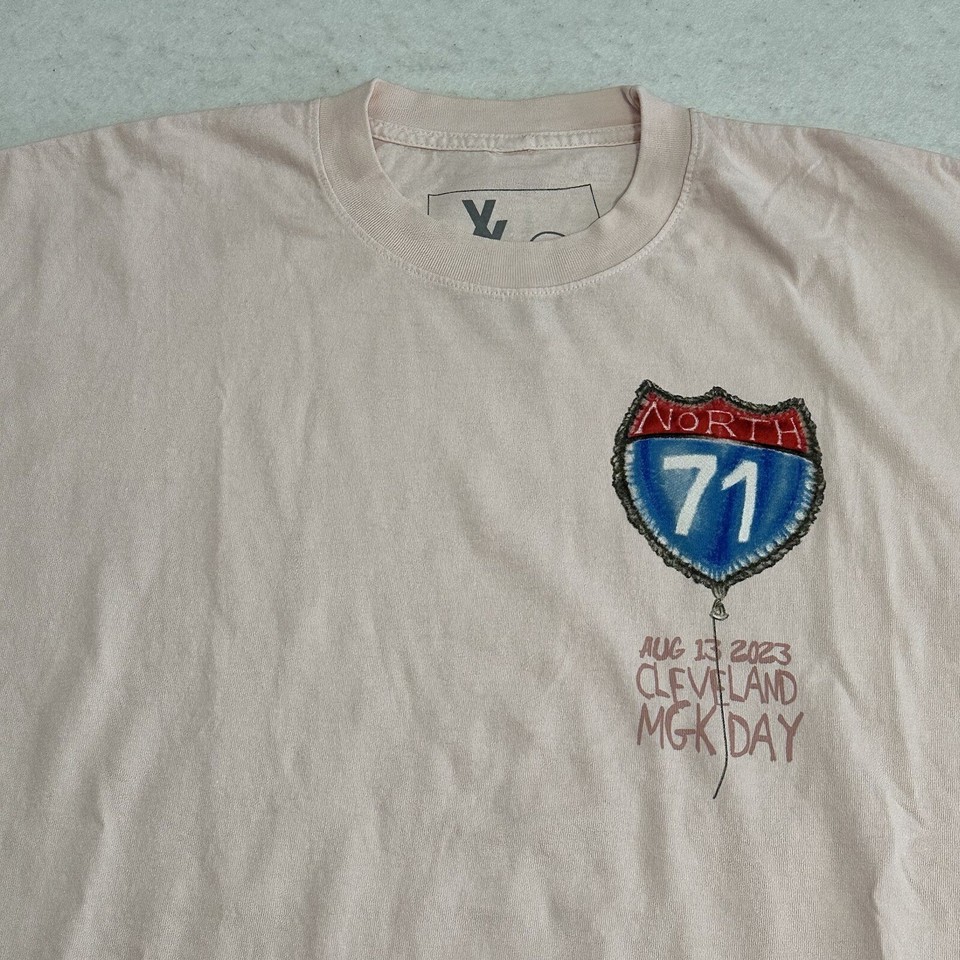 NORTH
71
AUG 13 2023
CLEVELAND
MGK DAY